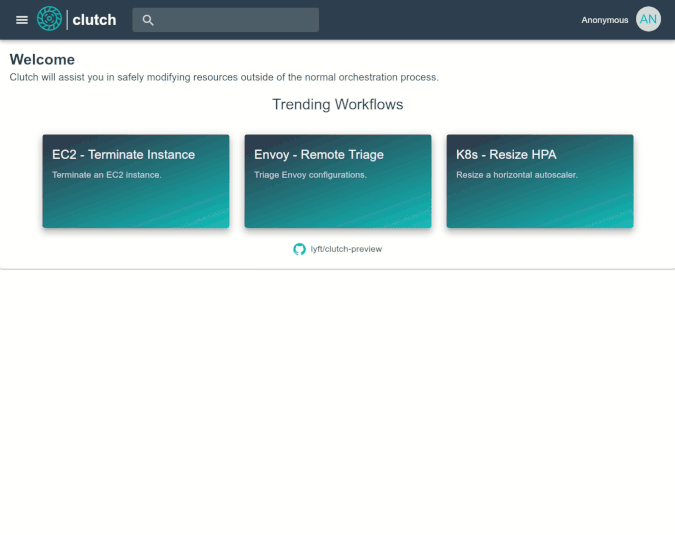 clutch
Anonymous
AN
Welcome
Clutch will assist you in safely modifying resources outside of the normal orchestration process.
Trending Workflows
EC2 - Terminate Instance
Terminate an EC2 instance.
Envoy - Remote Triage
Triage Envoy configurations.
K8s - Resize HPA
Resize a horizontal autoscaler.
lyft/clutch-preview